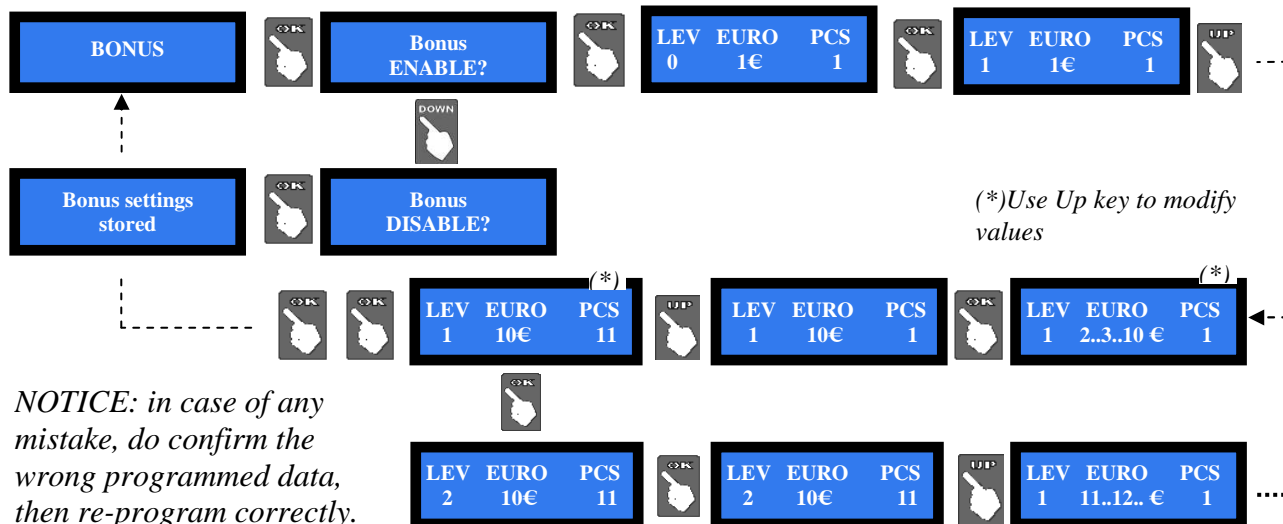 BONUS
OK
Bonus
ENABLE?
OK
LEV EURO PCS
0 1€ 1
OK
LEV EURO PCS
1 1€ 1
UP
DOWN
Bonus settings
stored
OK
Bonus
DISABLE?
(*)Use Up key to modify
values
OK
OK
(*)
LEV EURO PCS
1 10€ 11
UP
LEV EURO PCS
1 10€ 1
OK
(*)
LEV EURO PCS
1 2..3..10 € 1
OK
NOTICE: in case of any
mistake, do confirm the
wrong programmed data,
then re-program correctly.
LEV EURO PCS
2 10€ 11
OK
LEV EURO PCS
2 10€ 11
UP
LEV EURO PCS
1 11..12.. € 1